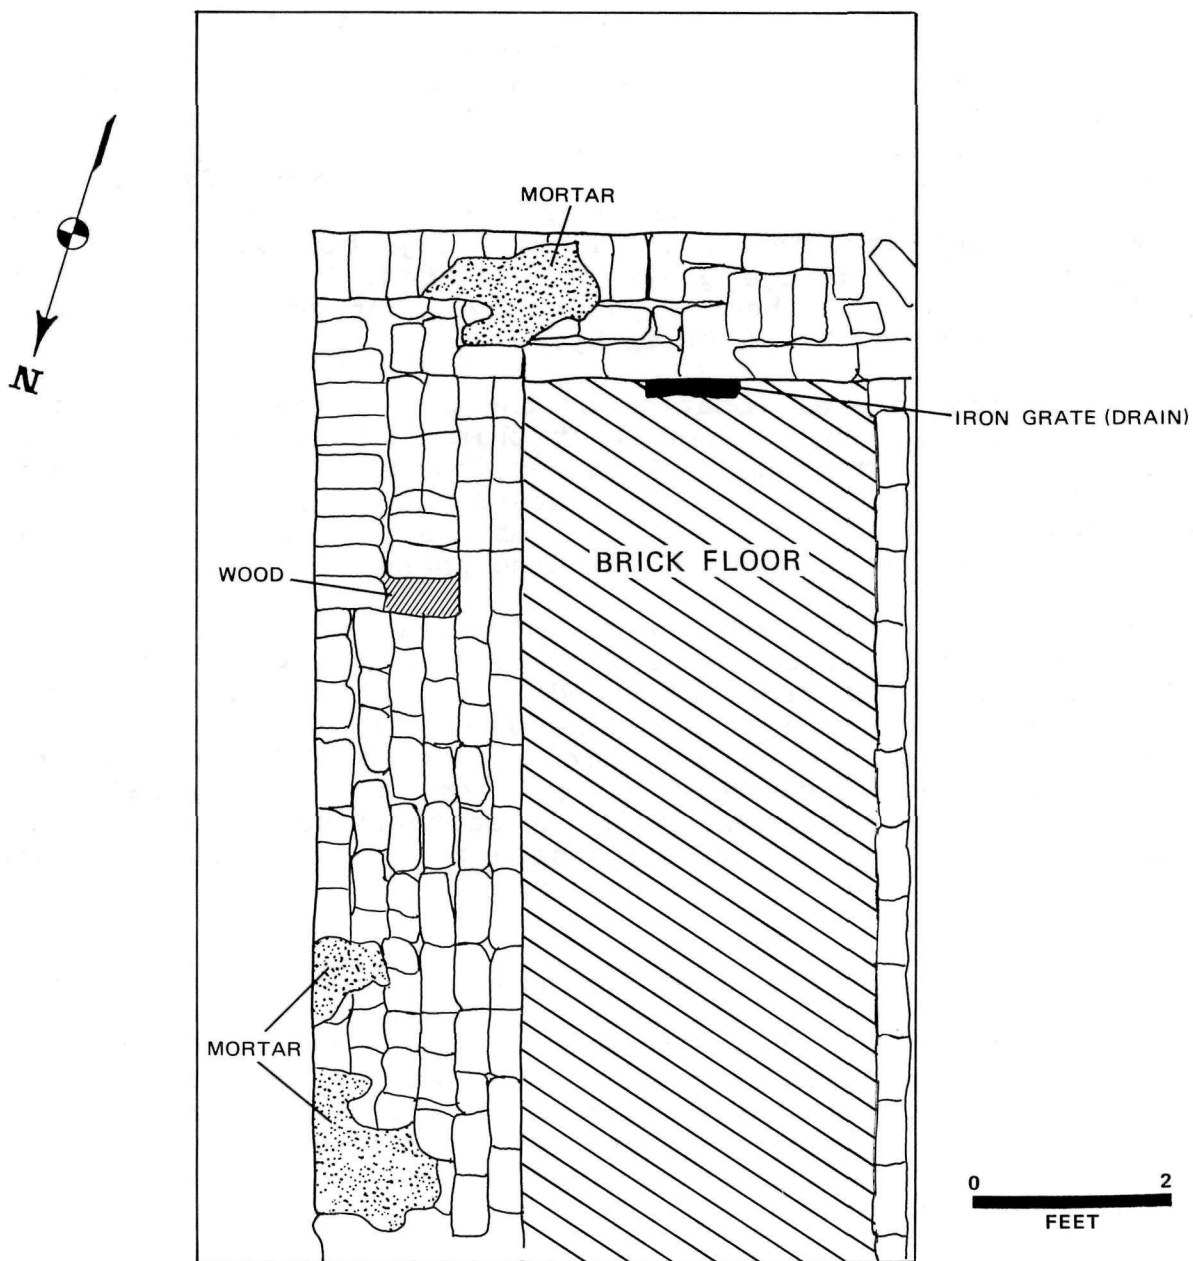 MORTAR
N
IRON GRATE (DRAIN)
BRICK FLOOR
WOOD
MORTAR
0 2
FEET